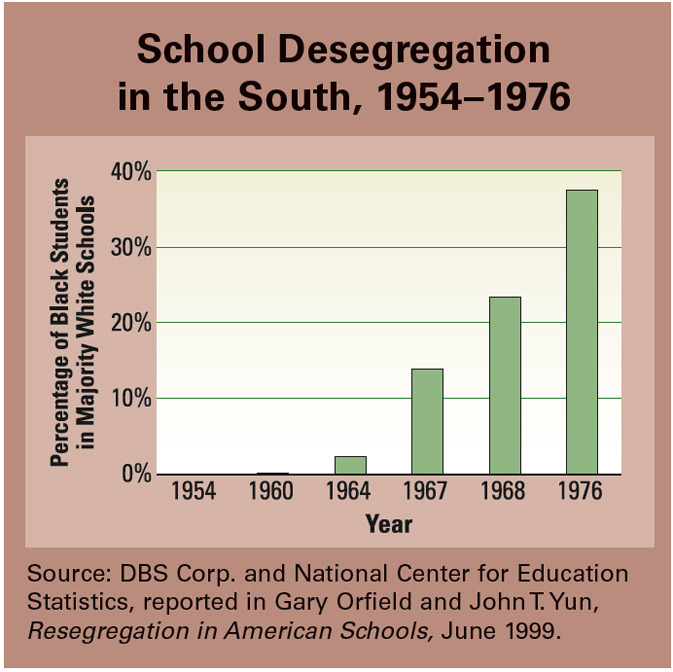 School Desegregation
in the South, 1954–1976
Percentage of Black Students
in Majority White Schools
40%
30%
20%
10%
0%
1954 1960 1964 1967 1968 1976
Year
Source: DBS Corp. and National Center for Education
Statistics, reported in Gary Orfield and John T. Yun,
Resegregation in American Schools, June 1999.